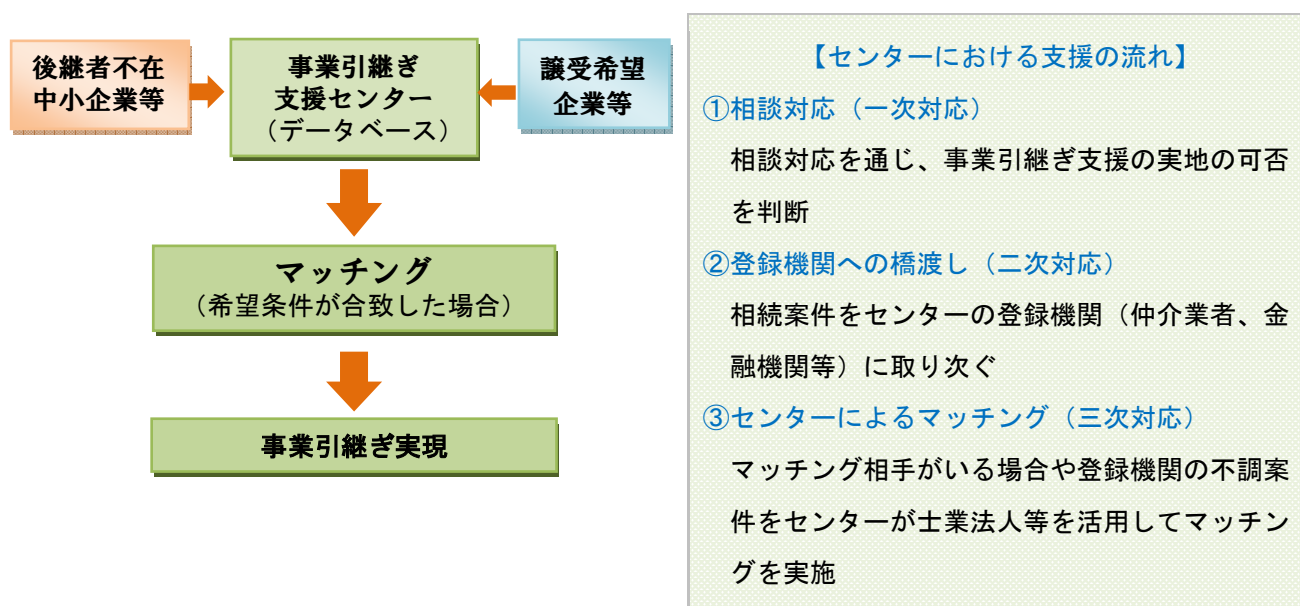 後継者不在
中小企業等
事業引継ぎ
支援センター
（データベース）
譲受希望
企業等
マッチング
（希望条件が合致した場合）
事業引継ぎ実現
【センターにおける支援の流れ】
①相談対応（一次対応）
相談対応を通じ、事業引継ぎ支援の実地の可否
を判断
②登録機関への橋渡し（二次対応）
相続案件をセンターの登録機関（仲介業者、金
融機関等）に取り次ぐ
③センターによるマッチング（三次対応）
マッチング相手がいる場合や登録機関の不調案
件をセンターが士業法人等を活用してマッチン
グを実施